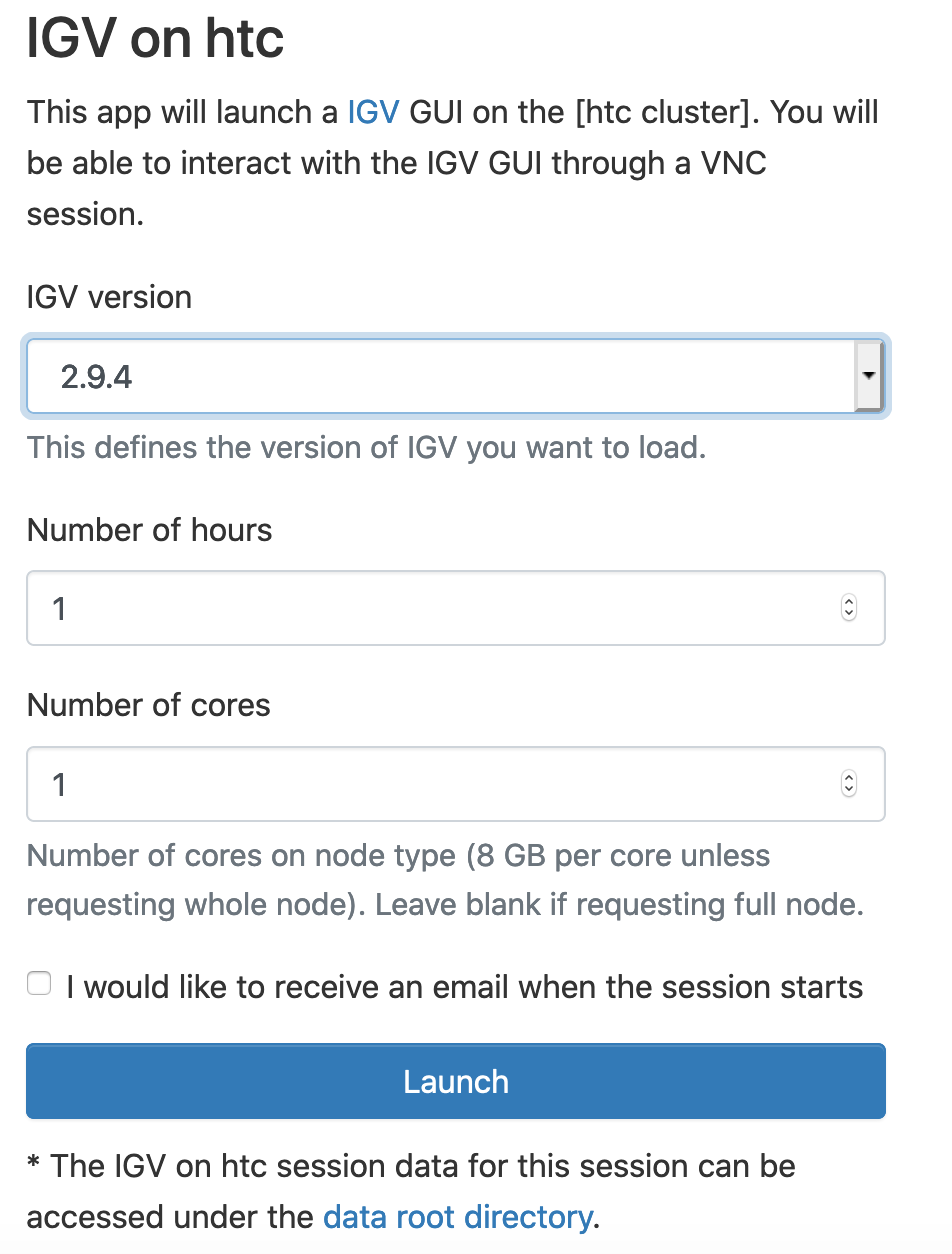 IGV on htc
This app will launch a IGV GUI on the [htc cluster]. You will
be able to interact with the IGV GUI through a VNC
session.
IGV version
2.9.4
This defines the version of IGV you want to load.
Number of hours
1
Number of cores
1
Number of cores on node type (8 GB per core unless
requesting whole node). Leave blank if requesting full node.
I would like to receive an email when the session starts
Launch
* The IGV on htc session data for this session can be
accessed under the data root directory.